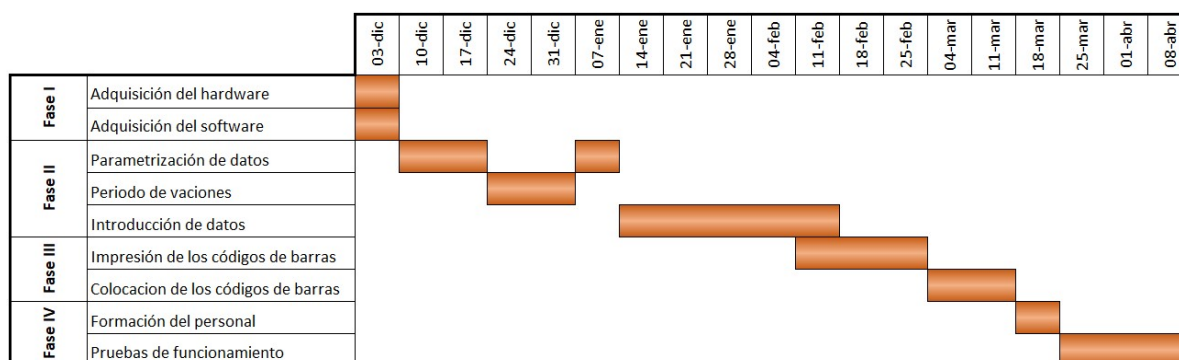 03-dic 10-dic 17-dic 24-dic 31-dic 07-ene 14-ene 21-ene 28-ene 04-feb 11-feb 18-feb 25-feb 04-mar 11-mar 18-mar 25-mar 01-abr 08-abr
Fase I
Adquisición del hardware
Adquisición del software
Fase II
Parametrización de datos
Periodo de vaciones
Introducción de datos
Fase III
Impresión de los códigos de barras
Colocacion de los códigos de barras
Fase IV
Formación del personal
Pruebas de funcionamiento